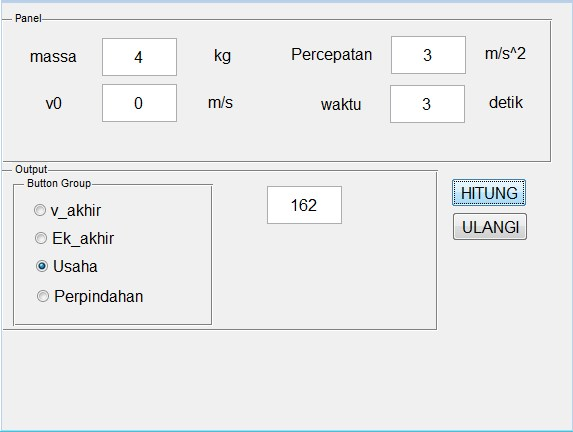 Panel
massa 4 kg Percepatan 3 m/s^2
v0 0 m/s waktu 3 detik
Output
Button Group
162
HITUNG
v_akhir
ULANGI
Ek_akhir
Usaha
Perpindahan